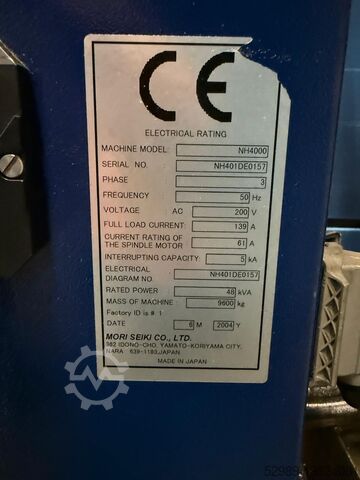 CE
ELECTRICAL RATING
MACHINE MODEL: NH4000
SERIAL NO. NH401DE0157
PHASE 3
FREQUENCY 50 Hz
VOLTAGE AC 200 V
FULL LOAD CURRENT: 139 A
CURRENT RATING OF
THE SPINDLE MOTOR 61 A
INTERRUPTING CAPACITY: 5 kA
ELECTRICAL
DIAGRAM NO. NH401DE0157
RATED POWER 48 kVA
MASS OF MACHINE 9600 kg
Factory ID is # 1
DATE 6 M 2004 Y
MORI SEIKI CO., LTD.
362 IDONO-CHO, YAMATO-KORIYAMA CITY,
NARA 639-1183,JAPAN
MADE IN JAPAN